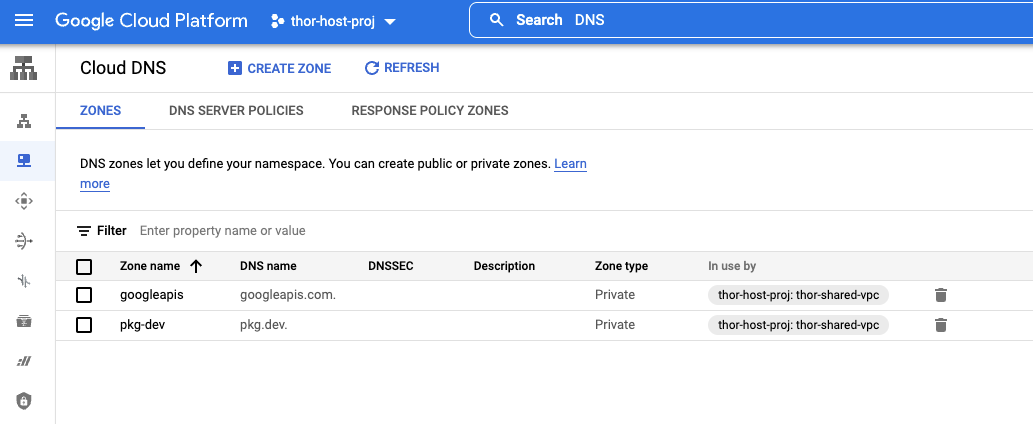 Google Cloud Platform thor-host-proj Search DNS
Cloud DNS CREATE ZONE REFRESH
ZONES DNS SERVER POLICIES RESPONSE POLICY ZONES
DNS zones let you define your namespace. You can create public or private zones. Learn
more
Filter Enter property name or value
Zone name DNS name DNSSEC Description Zone type In use by
googleapis googleapis.com. Private thor-host-proj: thor-shared-vpc
pkg-dev pkg.dev. Private thor-host-proj: thor-shared-vpc